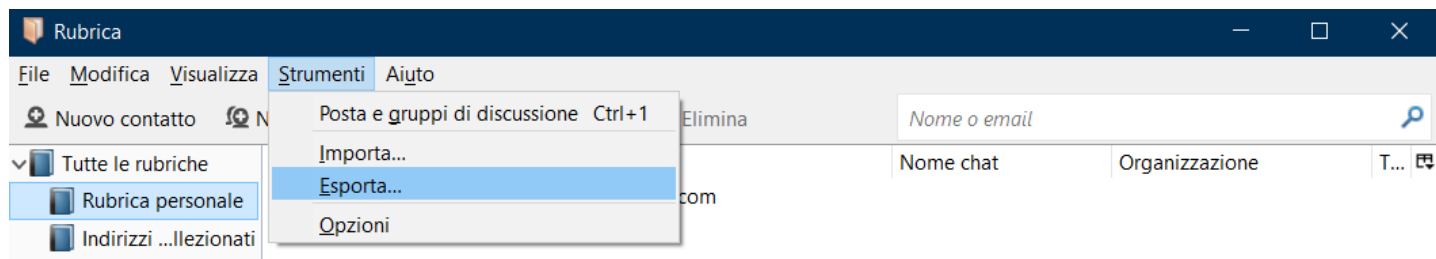 Rubrica
File Modifica Visualizza Strumenti Aiuto
Nuovo contatto N Posta e gruppi di discussione Ctrl+1 Elimina Nome o email
Importa...
Tutte le rubriche Nome chat Organizzazione T...
Esporta...
Rubrica personale com
Opzioni
Indirizzi ...llezionati